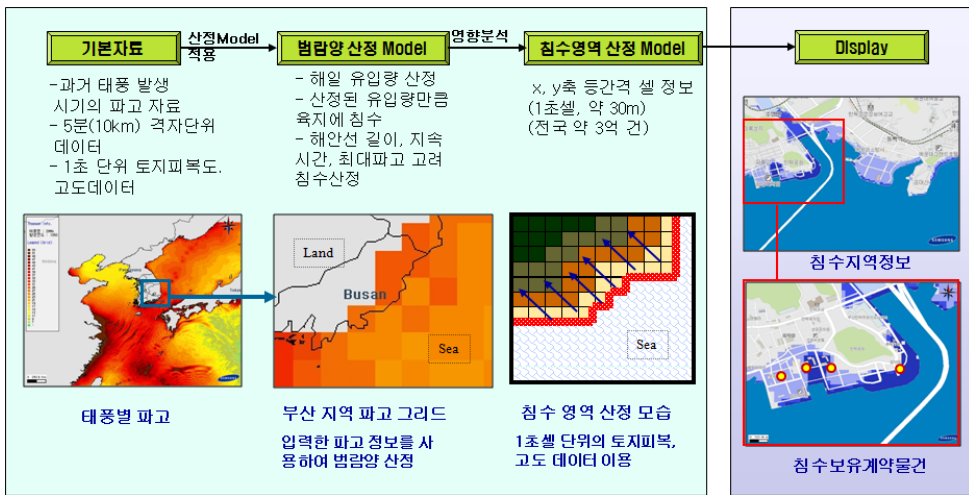 기본자료
산정Model
적용
범람양 산정 Model
영향분석
침수영역 산정 Model
Display
-과거 태풍 발생
시기의 파고 자료
- 5분(10km) 격자단위
데이터
- 1초 단위 토지피복도,
고도데이터
- 해일 유입량 산정
- 산정된 유입량만큼
육지에 침수
- 해안선 길이, 지속
시간, 최대파고 고려
침수산정
x, y축 등간격 셀 정보
(1초셀, 약 30m)
(전국 약 3억 건)
Land
Busan
Sea
Sea
SAMSUNG
SAMSUNG
SAMSUNG
침수지역정보
태풍별 파고
부산 지역 파고 그리드
입력한 파고 정보를 사
용하여 범람양 산정
침수 영역 산정 모습
1초셀 단위의 토지피복,
고도 데이터 이용
침수보유계약물건